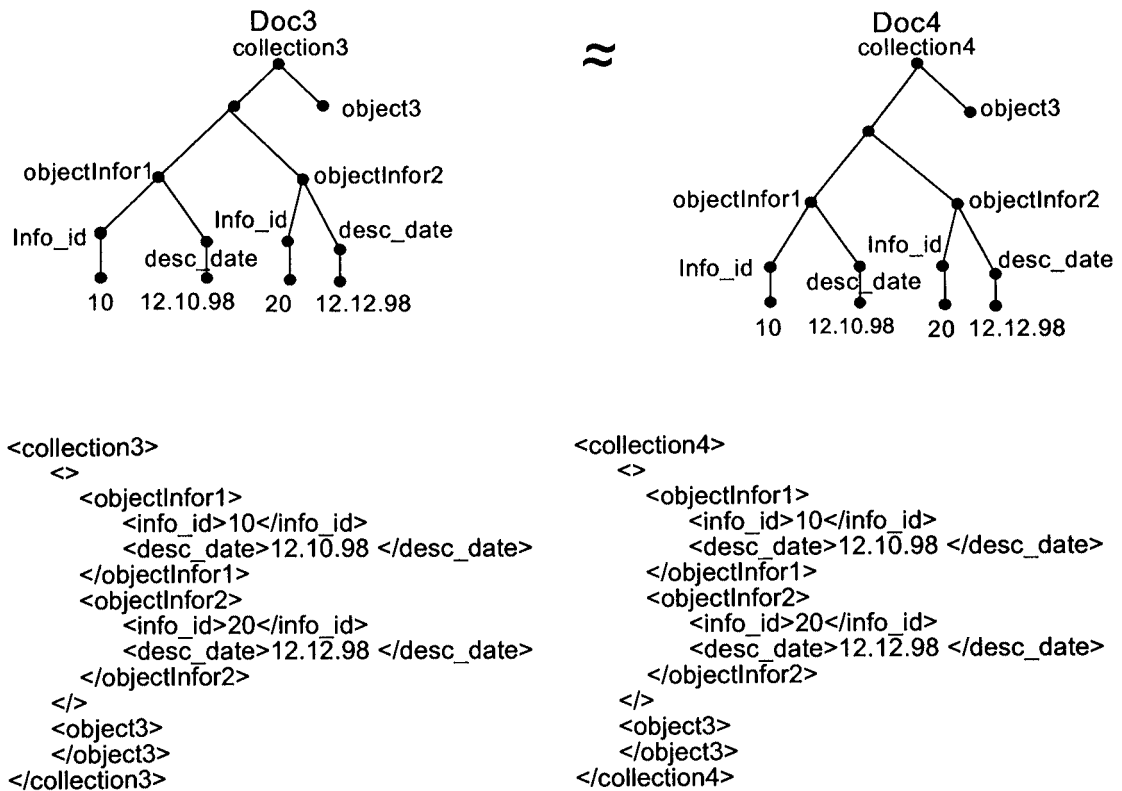 Doc3
collection3
object3
objectInfor1
objectInfor2
Info_id
desc_date
Info_id
desc_date
10
12.10.98
20
12.12.98
≈
Doc4
collection4
object3
objectInfor1
objectInfor2
Info_id
desc_date
Info_id
desc_date
10
12.10.98
20
12.12.98
<collection3>
<>
<objectInfor1>
<info_id>10</info_id>
<desc_date>12.10.98 </desc_date>
</objectInfor1>
<objectInfor2>
<info_id>20</info_id>
<desc_date>12.12.98 </desc_date>
</objectInfor2>
</>
<object3>
</object3>
</collection3>
<collection4>
<>
<objectInfor1>
<info_id>10</info_id>
<desc_date>12.10.98 </desc_date>
</objectInfor1>
<objectInfor2>
<info_id>20</info_id>
<desc_date>12.12.98 </desc_date>
</objectInfor2>
</>
<object3>
</object3>
</collection4>